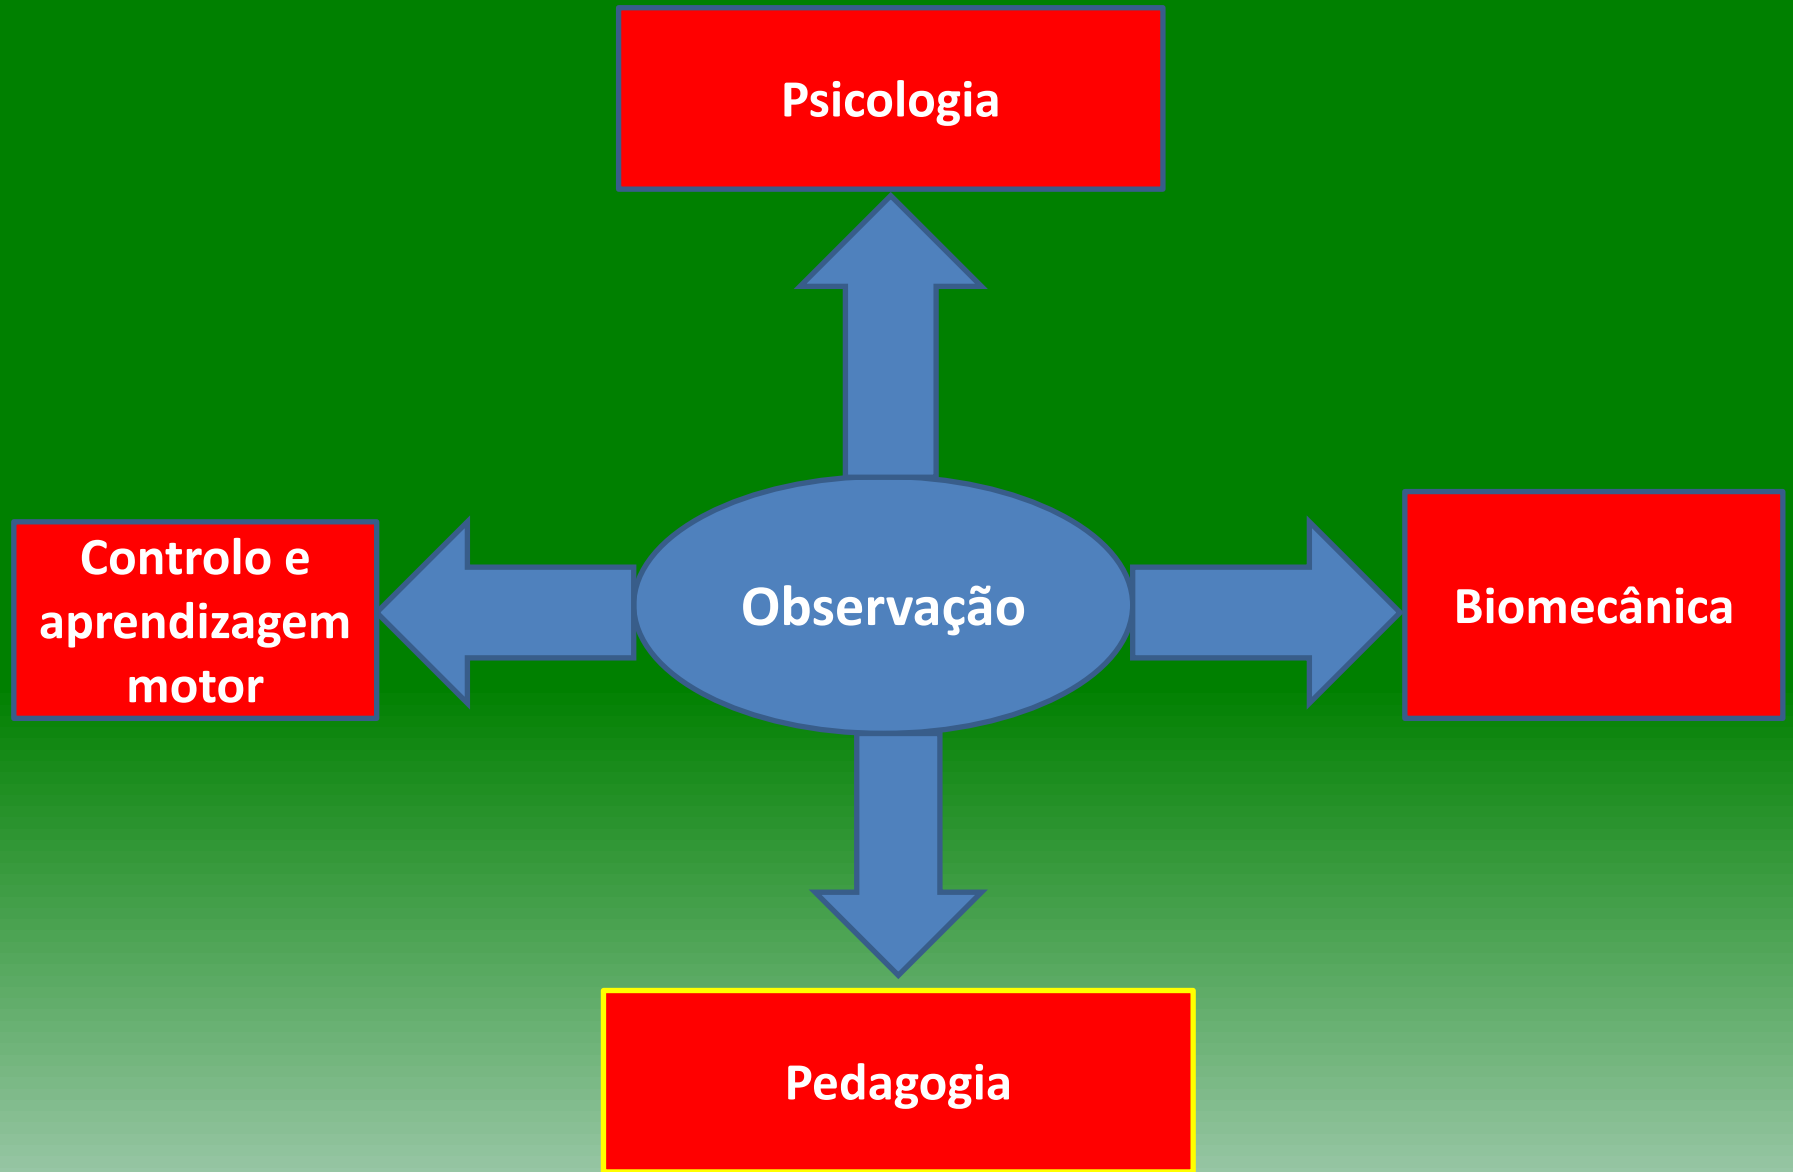 Psicologia
Controlo e
aprendizagem
motor
Observação
Biomecânica
Pedagogia